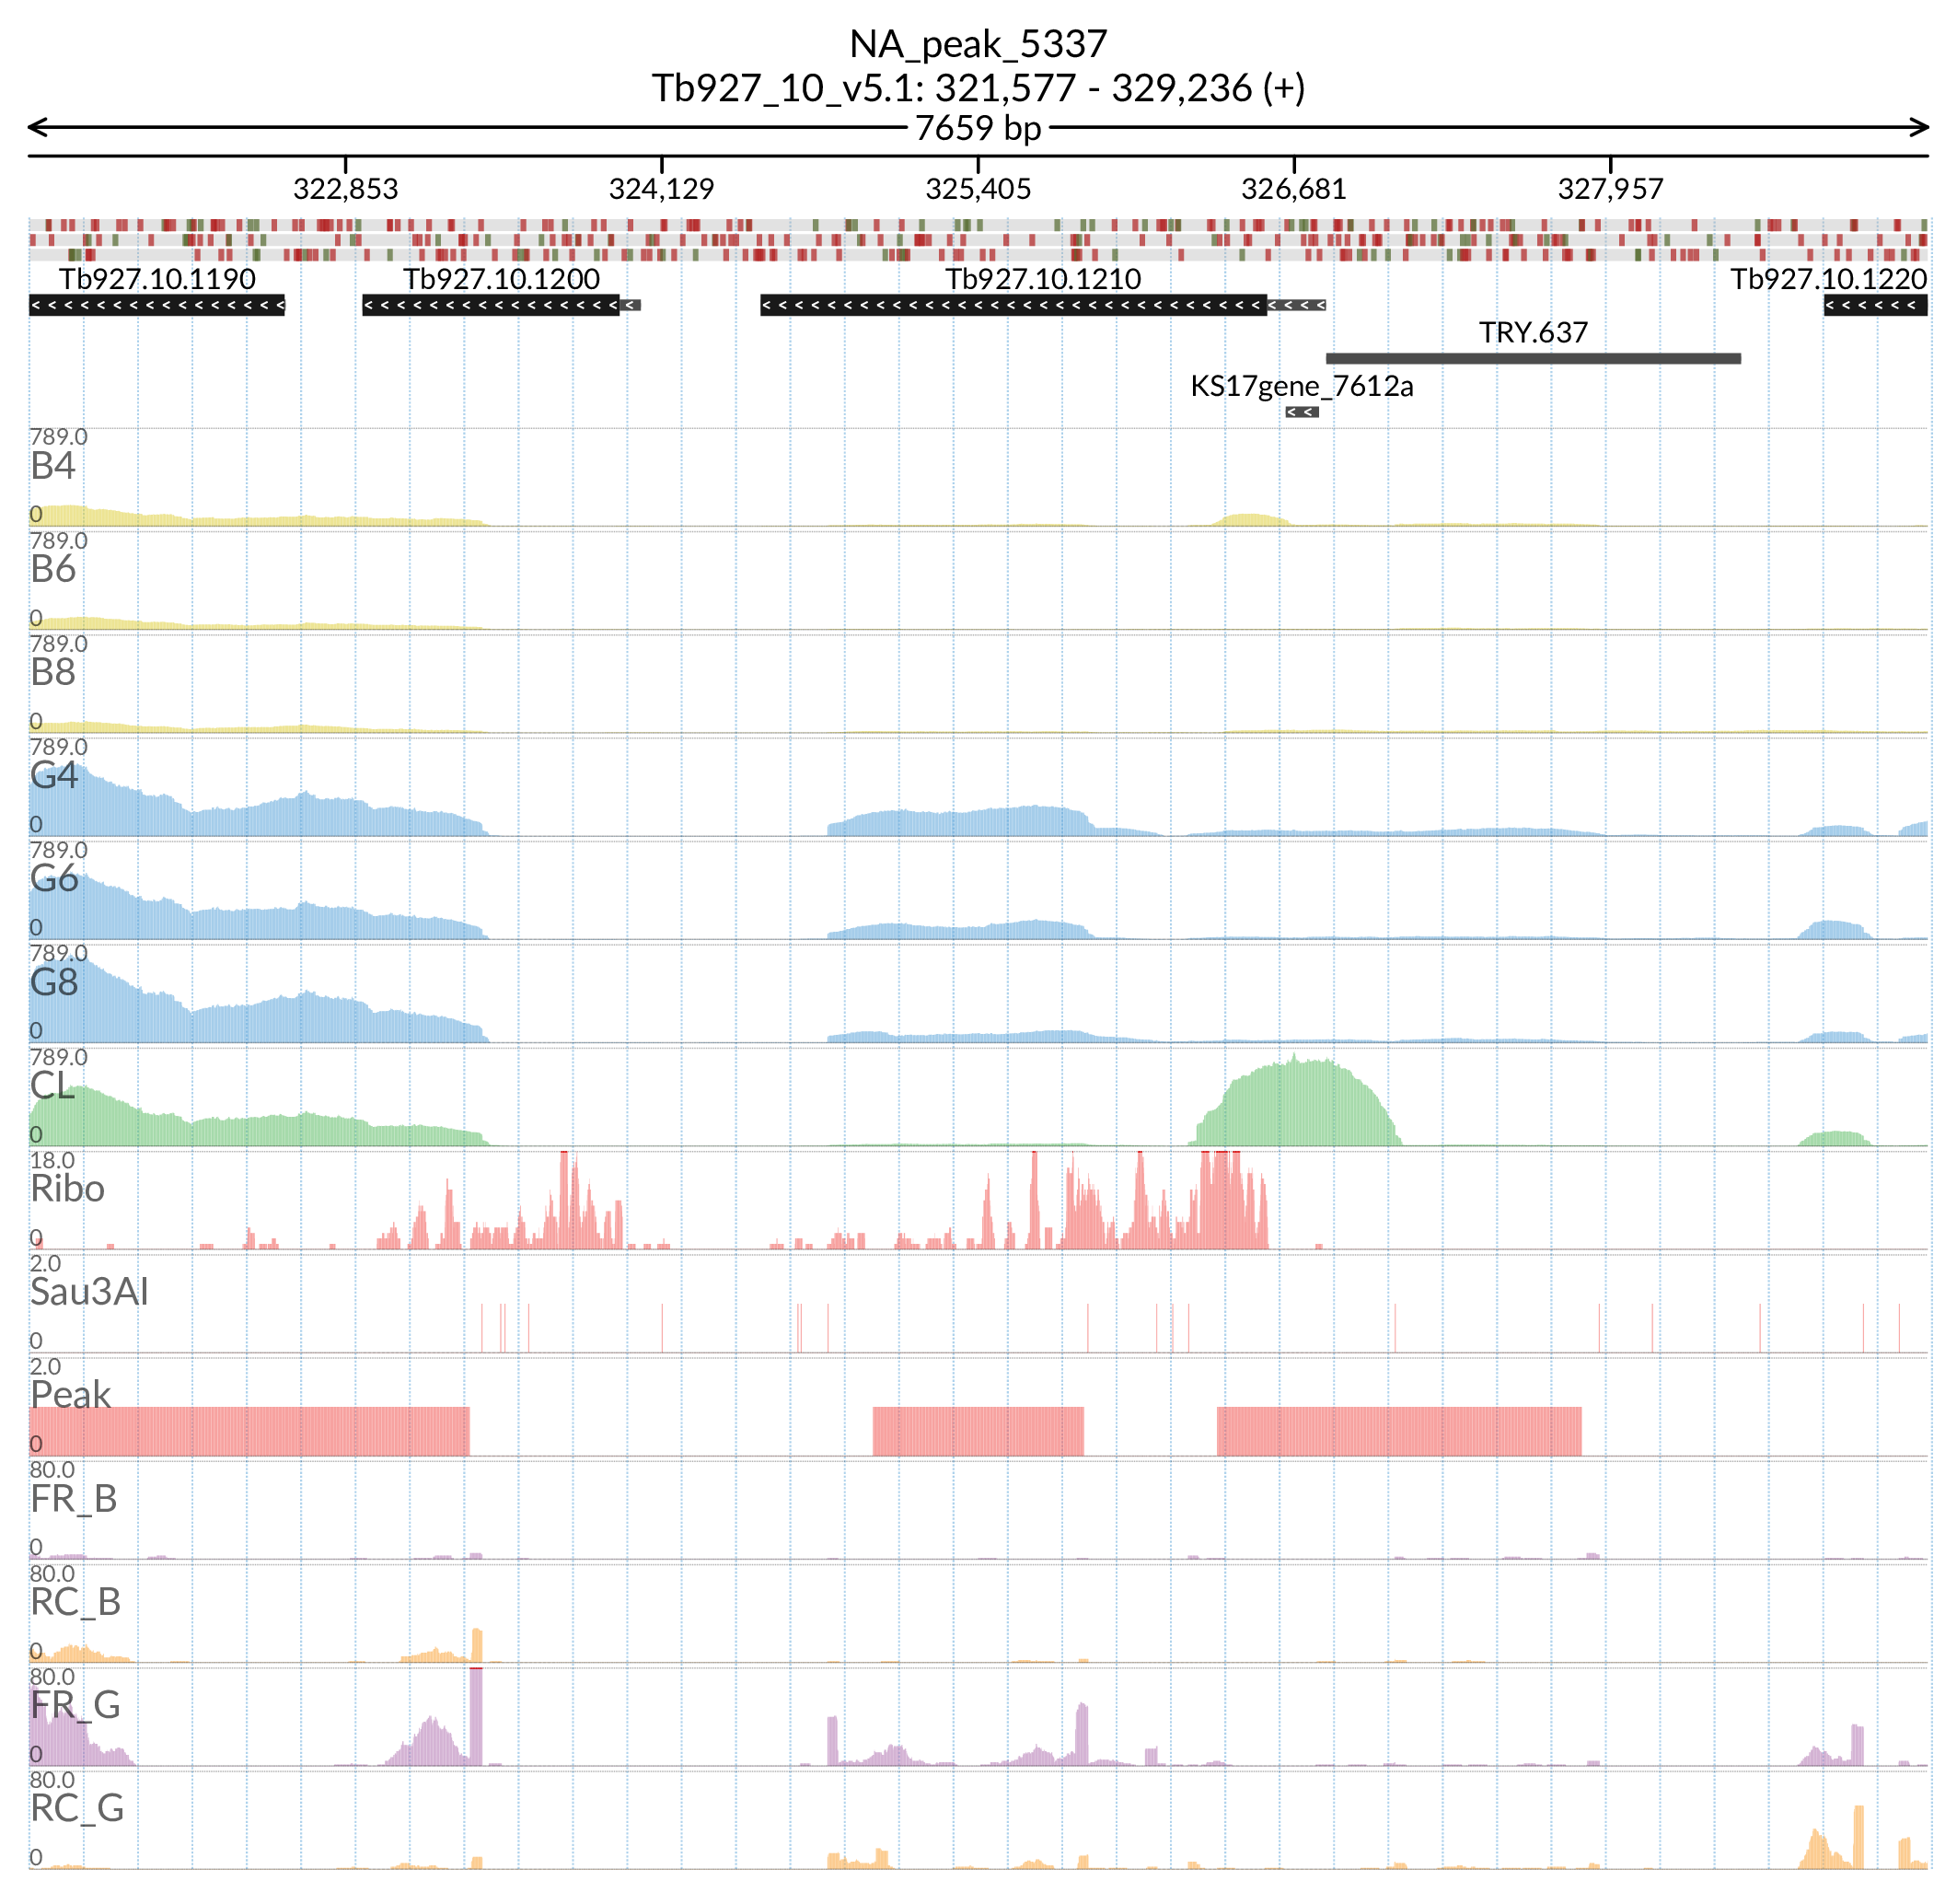 NA_peak_5337
Tb927_10_v5.1: 321,577 - 329,236 (+)
7659 bp
322,853 324,129 325,405 326,681 327,957
Tb927.10.1190 Tb927.10.1200 Tb927.10.1210 Tb927.10.1220
TRY.637
KS17gene_7612a
789.0
B4
0
789.0
B6
0
789.0
B8
0
789.0
G4
0
789.0
G6
0
789.0
G8
0
789.0
CL
0
18.0
Ribo
0
2.0
Sau3AI
0
2.0
Peak
0
80.0
FR_B
0
80.0
RC_B
0
80.0
FR_G
0
80.0
RC_G
0